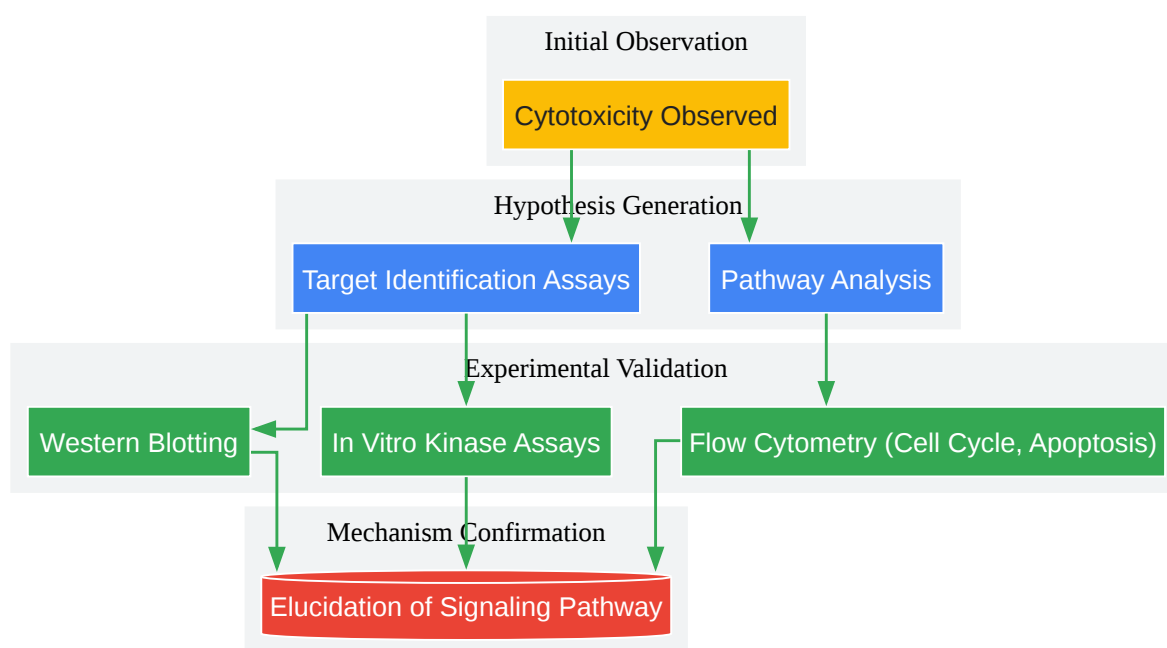 Initial Observation
Cytotoxicity Observed
Hypothesis Generation
Target Identification Assays
Pathway Analysis
Experimental Validation
Western Blotting
In Vitro Kinase Assays
Flow Cytometry (Cell Cycle, Apoptosis)
Mechanism Confirmation
Elucidation of Signaling Pathway